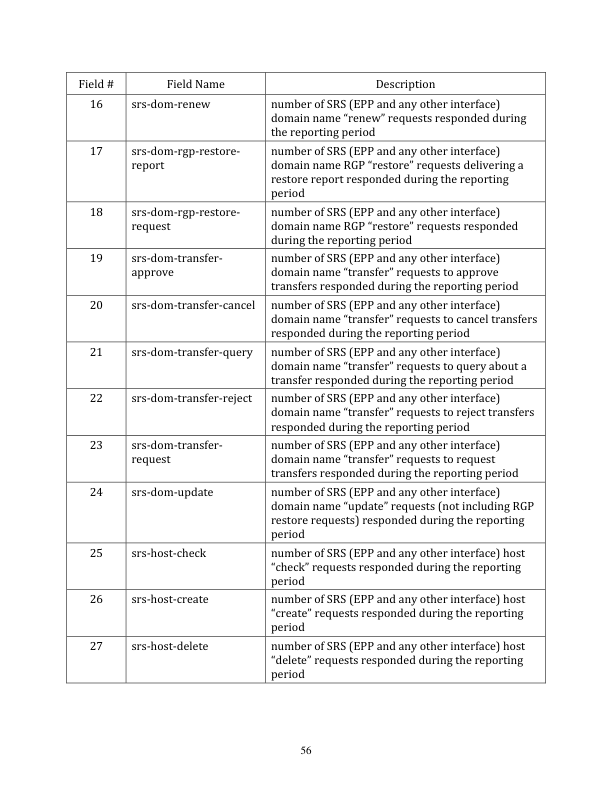 Field # Field Name Description
16 srs-dom-renew number of SRS (EPP and any other interface)
domain name “renew” requests responded during
the reporting period
17 srs-dom-rgp-restore- number of SRS (EPP and any other interface)
report domain name RGP “restore” requests delivering a
restore report responded during the reporting
period
18 srs-dom-rgp-restore- number of SRS (EPP and any other interface)
request domain name RGP “restore” requests responded
during the reporting period
19 srs-dom-transfer- number of SRS (EPP and any other interface)
approve domain name “transfer” requests to approve
transfers responded during the reporting period
20 srs-dom-transfer-cancel number of SRS (EPP and any other interface)
domain name “transfer” requests to cancel transfers
responded during the reporting period
21 srs-dom-transfer-query number of SRS (EPP and any other interface)
domain name “transfer” requests to query about a
transfer responded during the reporting period
22 srs-dom-transfer-reject number of SRS (EPP and any other interface)
domain name “transfer” requests to reject transfers
responded during the reporting period
23 srs-dom-transfer- number of SRS (EPP and any other interface)
request domain name “transfer” requests to request
transfers responded during the reporting period
24 srs-dom-update number of SRS (EPP and any other interface)
domain name “update” requests (not including RGP
restore requests) responded during the reporting
period
25 srs-host-check number of SRS (EPP and any other interface) host
“check” requests responded during the reporting
period
26 srs-host-create number of SRS (EPP and any other interface) host
“create” requests responded during the reporting
period
27 srs-host-delete number of SRS (EPP and any other interface) host
“delete” requests responded during the reporting
period
56